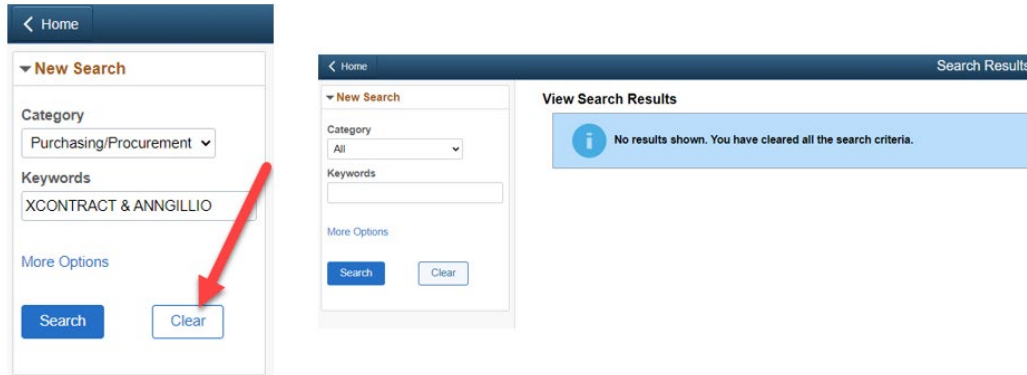 Home
New Search
Category
Purchasing/Procurement
Keywords
XCONTRACT & ANNGILLIO
More Options
Search Clear
Home Search Results
New Search
Category
All
Keywords
More Options
Search Clear
View Search Results
No results shown. You have cleared all the search criteria.